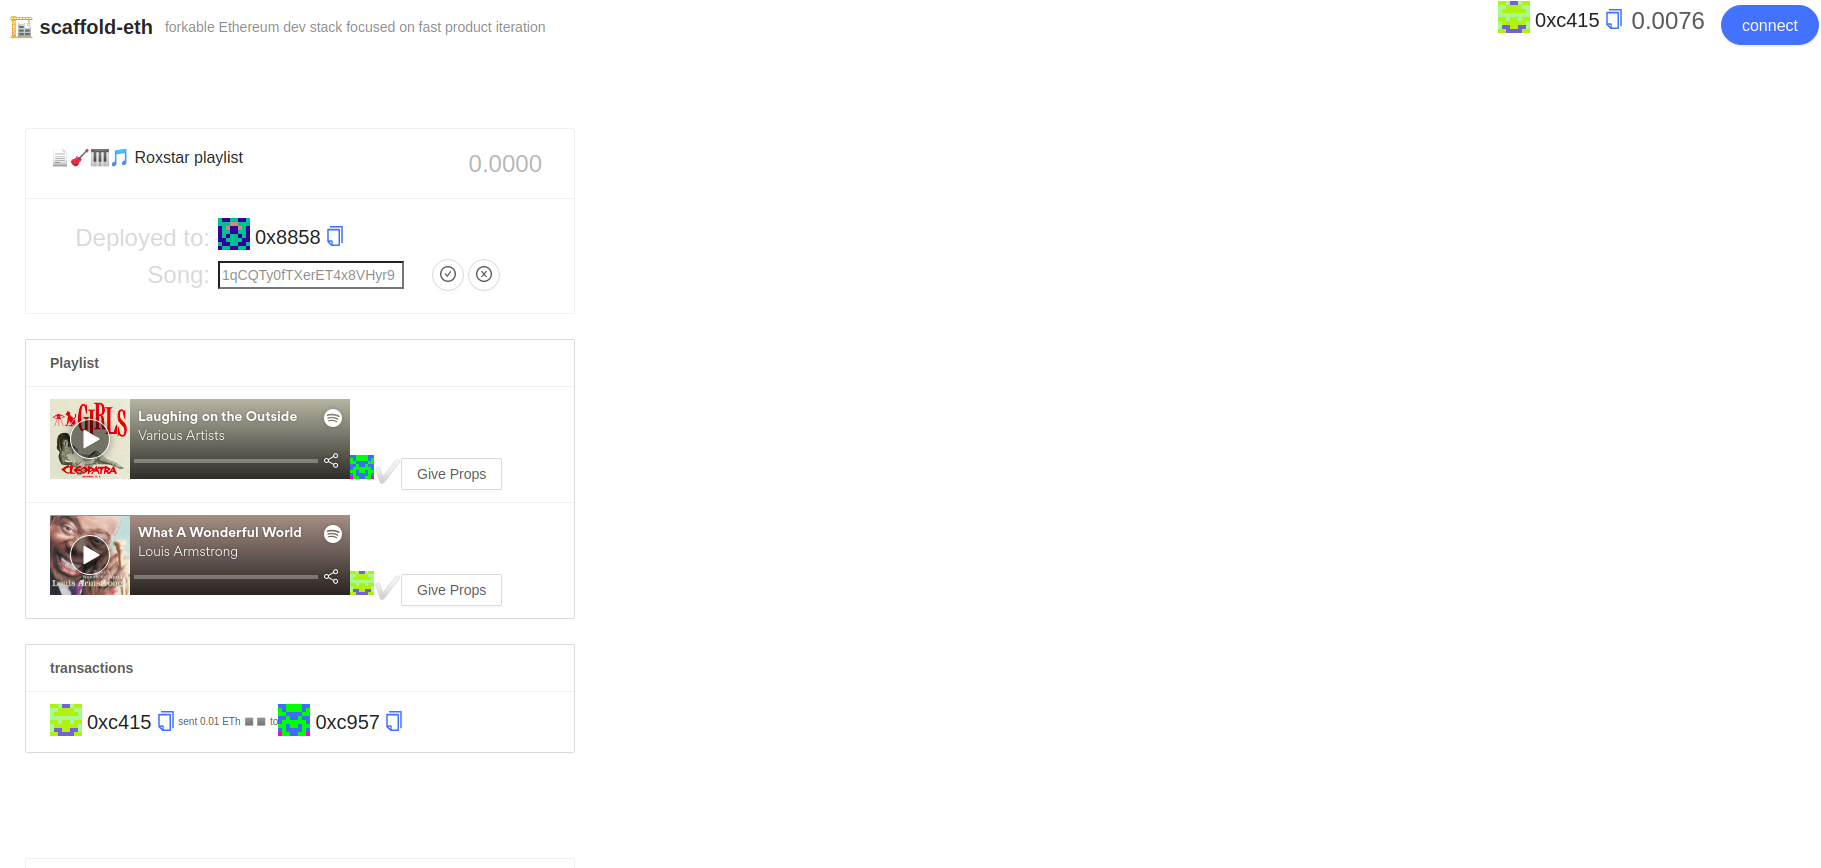 scaffold-eth forkable Ethereum dev stack focused on fast product iteration
0xc415 0.0076 connect
Roxstar playlist 0.0000
Deployed to: 0x8858
Song: 1qCQTy0fTXerET4x8VHyr9
Playlist
GIRLS
CLEOPATRA
Laughing on the Outside
Various Artists
Give Props
Louis Armstrong
What A Wonderful World
Louis Armstrong
Give Props
transactions
0xc415 sent 0.01 ETh to 0xc957